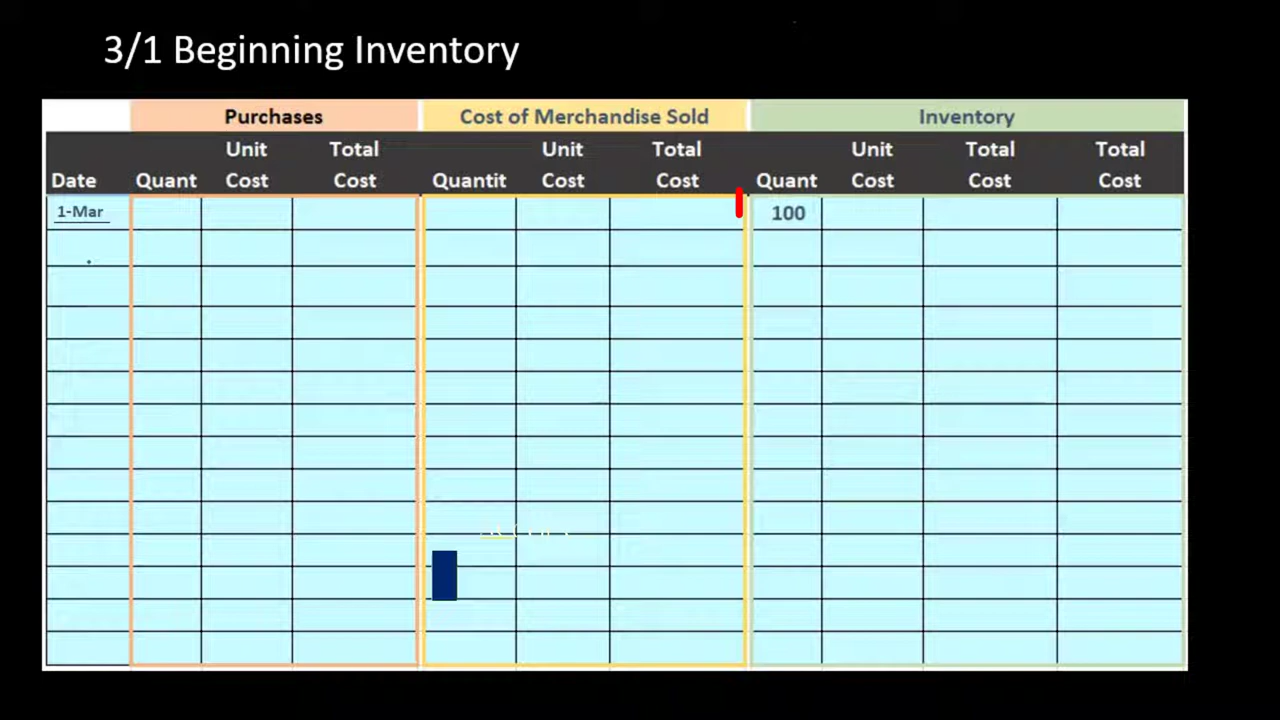 3/1 Beginning Inventory
Purchases Cost of Merchandise Sold Inventory
Unit Total Unit Total Unit Total Total
Date Quant Cost Cost Quantit Cost Cost Quant Cost Cost Cost
1-Mar 100